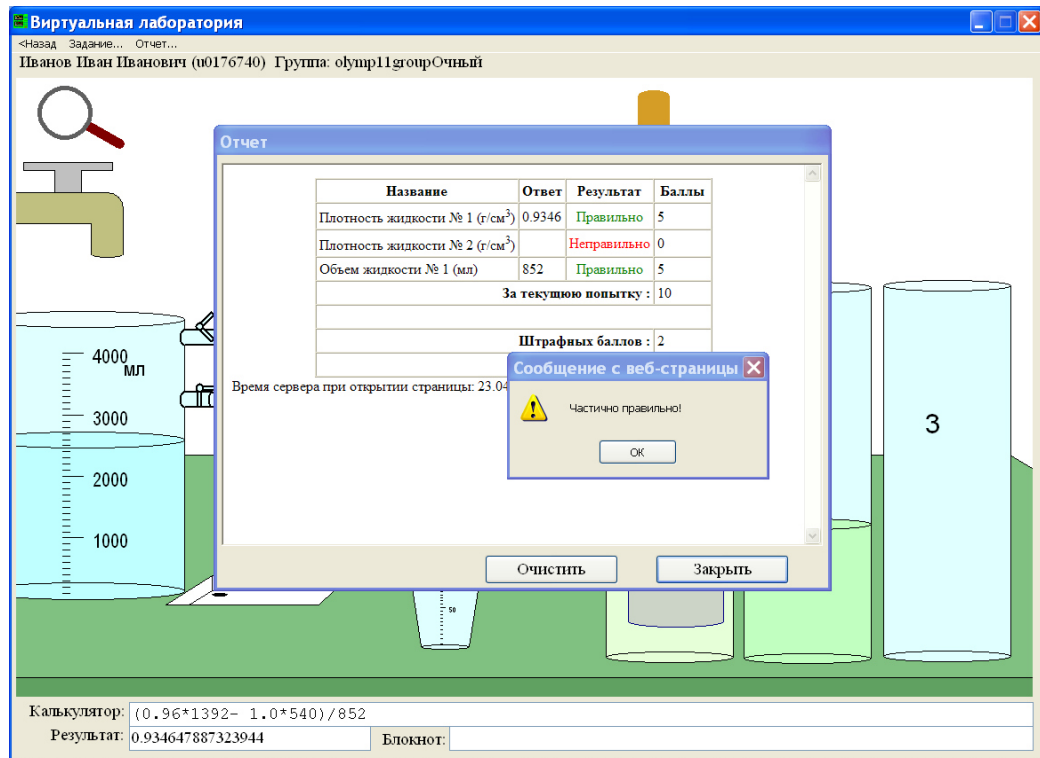 Виртуальная лаборатория
<Назад Задание... Отчет...
Иванов Иван Иванович (u0176740) Группа: olymp11groupОчный
Отчет
Название Ответ Результат Баллы
Плотность жидкости № 1 (г/см³) 0.9346 Правильно 5
Плотность жидкости № 2 (г/см³) Неправильно 0
Объем жидкости № 1 (мл) 852 Правильно 5
За текущюю попытку : 10
Штрафных баллов : 2
Время сервера при открытии страницы: 23.04
Сообщение с веб-страницы
Частично правильно!
OK
4000
мл
3000
2000
1000
3
50
Очистить Закрыть
Калькулятор: (0.96*1392- 1.0*540)/852
Результат: 0.934647887323944 Блокнот: